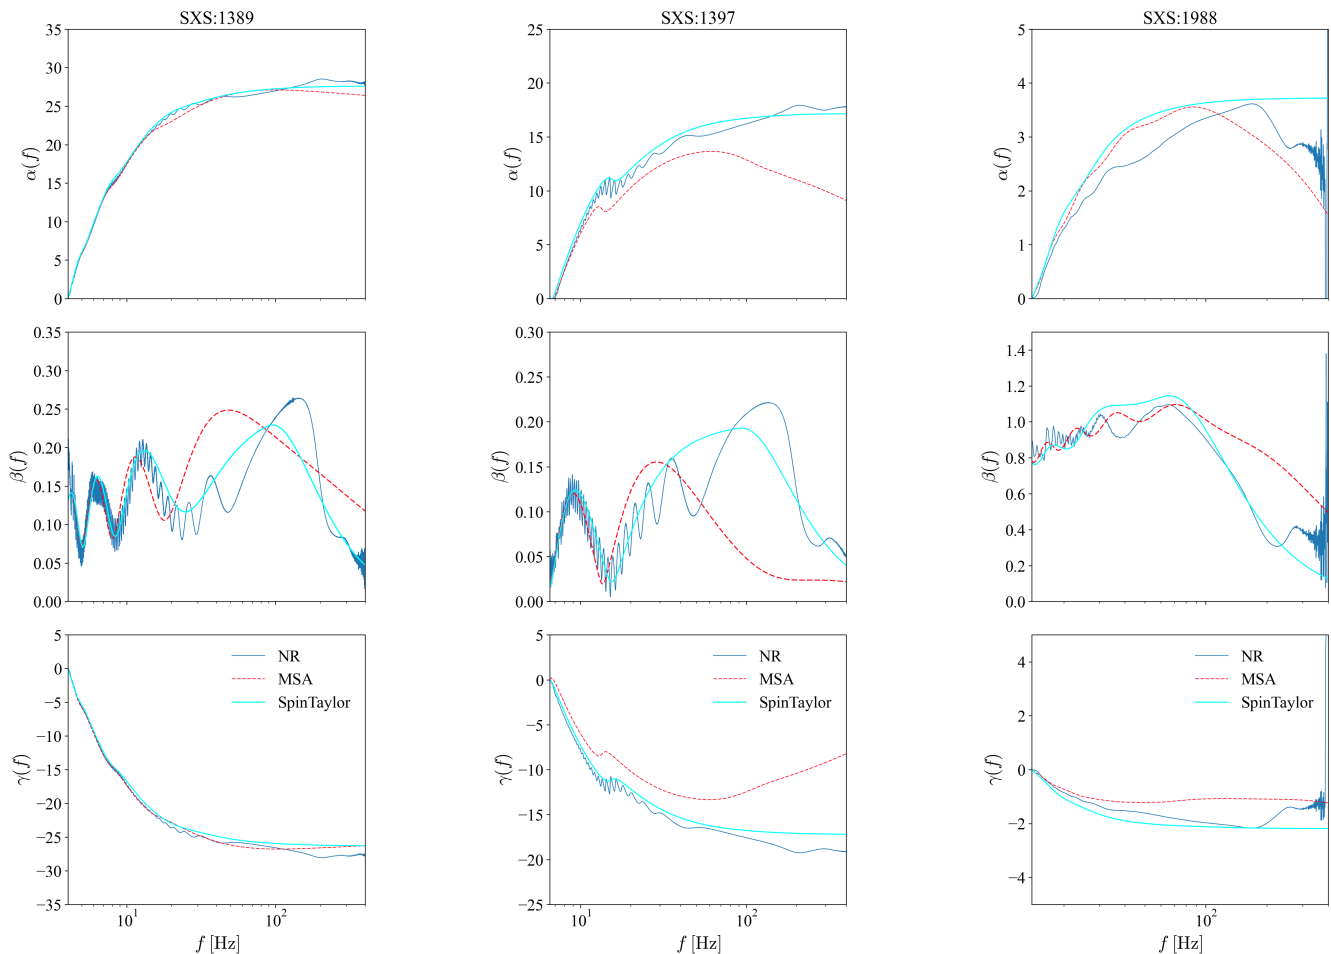 SXS:1389
SXS:1397
SXS:1988
35
30
25
20
15
10
5
0
α(f)
25
20
15
10
5
0
α(f)
5
4
3
2
1
0
α(f)
0.35
0.30
0.25
0.20
0.15
0.10
0.05
0.00
β(f)
0.30
0.25
0.20
0.15
0.10
0.05
0.00
β(f)
1.4
1.2
1.0
0.8
0.6
0.4
0.2
0.0
β(f)
0
−5
−10
−15
−20
−25
−30
−35
γ(f)
NR
MSA
SpinTaylor
10¹
10²
f [Hz]
5
0
−5
−10
−15
−20
−25
γ(f)
NR
MSA
SpinTaylor
10¹
10²
f [Hz]
4
2
0
−2
−4
γ(f)
NR
MSA
SpinTaylor
10²
f [Hz]